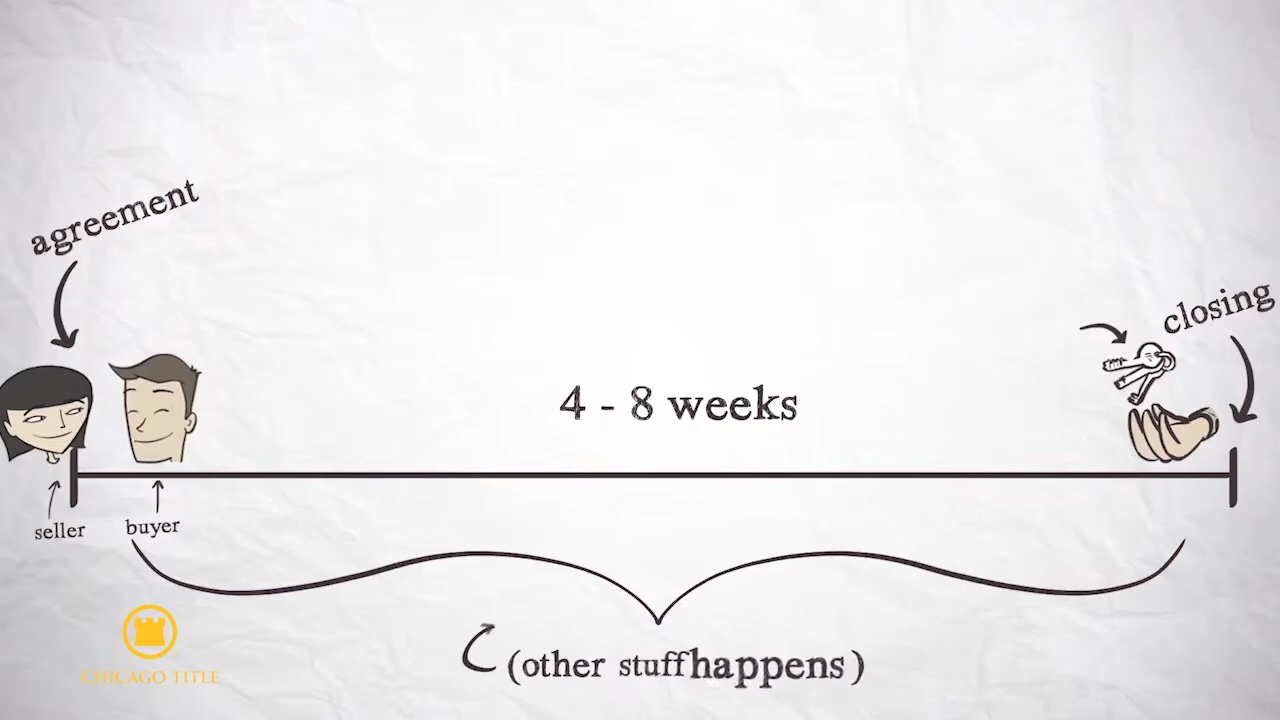 agreement
closing
4 - 8 weeks
seller
buyer
(other stuff happens)
CHICAGO TITLE